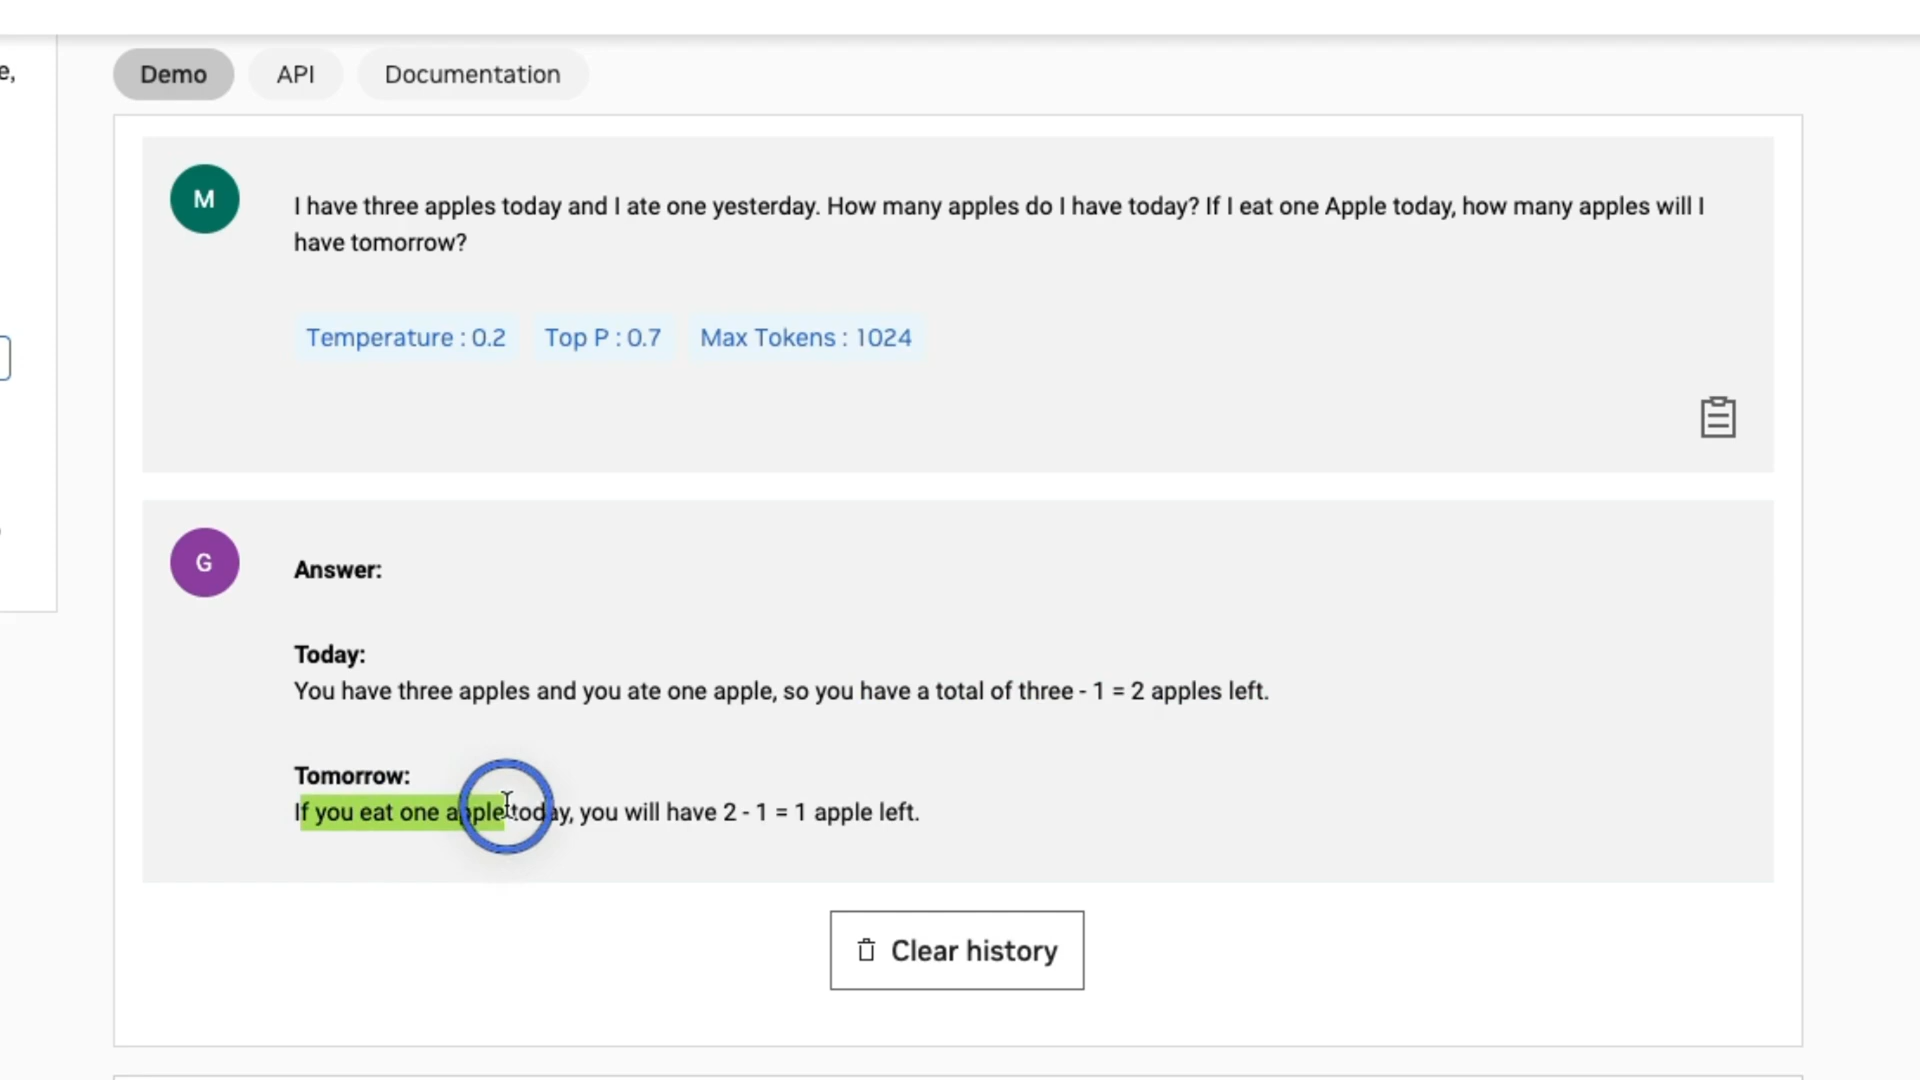 e,
Demo
API
Documentation
M
I have three apples today and I ate one yesterday. How many apples do I have today? If I eat one Apple today, how many apples will I
have tomorrow?
Temperature : 0.2
Top P : 0.7
Max Tokens : 1024
G
Answer:
Today:
You have three apples and you ate one apple, so you have a total of three - 1 = 2 apples left.
Tomorrow:
If you eat one apple today, you will have 2 - 1 = 1 apple left.
Clear history